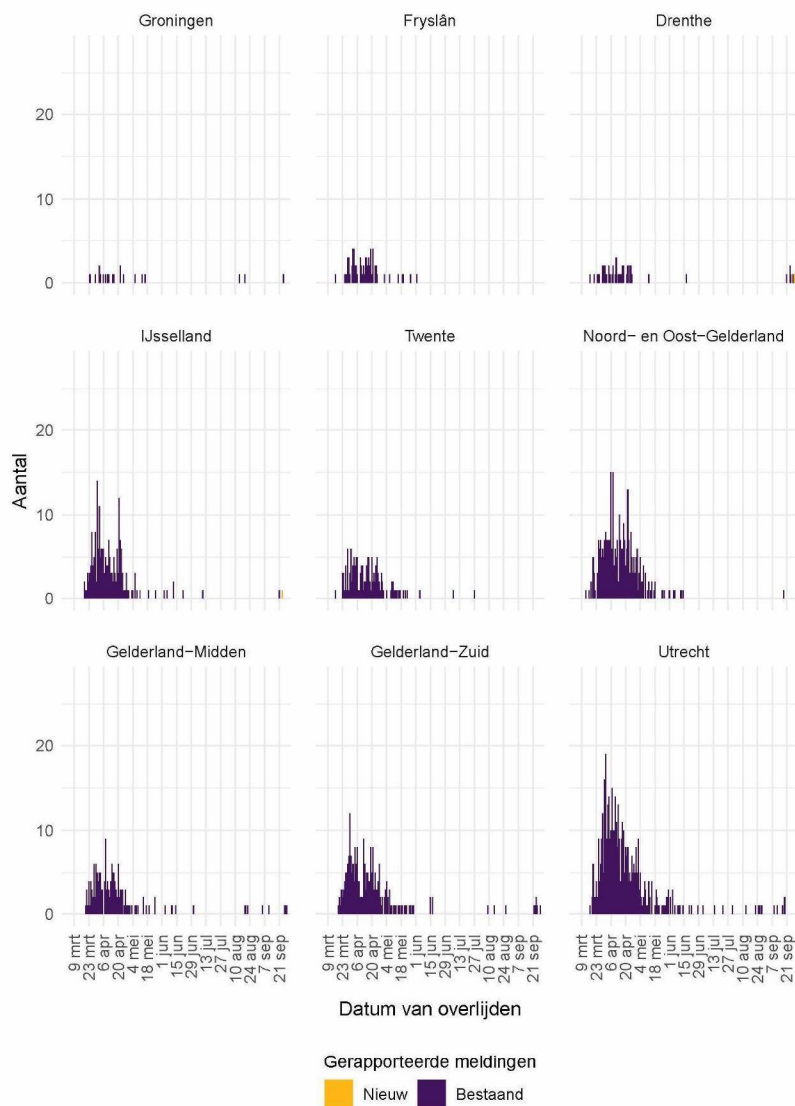 Groningen
Fryslân
Drenthe
20
10
0
IJsselland
Twente
Noord- en Oost-Gelderland
Aantal
20
10
0
Gelderland-Midden
Gelderland-Zuid
Utrecht
20
10
0
9 mrt
23 mrt
6 apr
20 apr
4 mei
18 mei
1 jun
15 jun
29 jun
13 jul
27 jul
10 aug
24 aug
7 sep
21 sep
9 mrt
23 mrt
6 apr
20 apr
4 mei
18 mei
1 jun
15 jun
29 jun
13 jul
27 jul
10 aug
24 aug
7 sep
21 sep
9 mrt
23 mrt
6 apr
20 apr
4 mei
18 mei
1 jun
15 jun
29 jun
13 jul
27 jul
10 aug
24 aug
7 sep
21 sep
Datum van overlijden
Gerapporteerde meldingen
Nieuw Bestaand